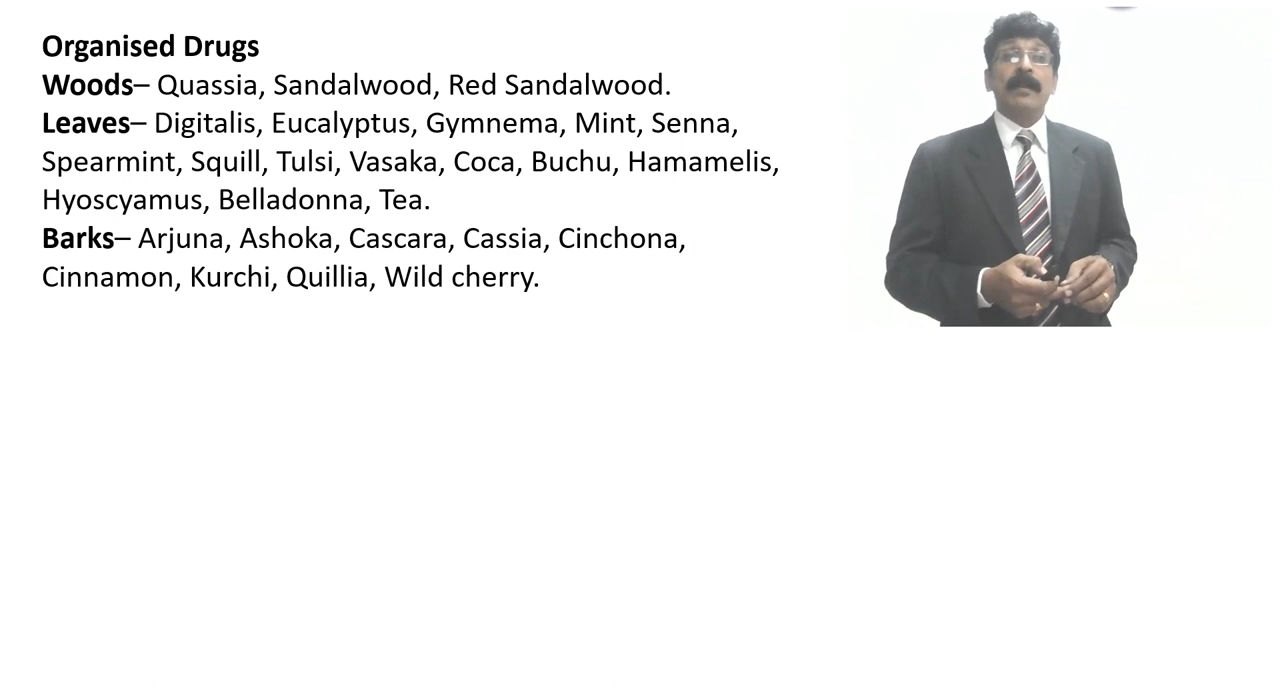 Organised Drugs
Woods– Quassia, Sandalwood, Red Sandalwood.
Leaves– Digitalis, Eucalyptus, Gymnema, Mint, Senna,
Spearmint, Squill, Tulsi, Vasaka, Coca, Buchu, Hamamelis,
Hyoscyamus, Belladonna, Tea.
Barks– Arjuna, Ashoka, Cascara, Cassia, Cinchona,
Cinnamon, Kurchi, Quillia, Wild cherry.